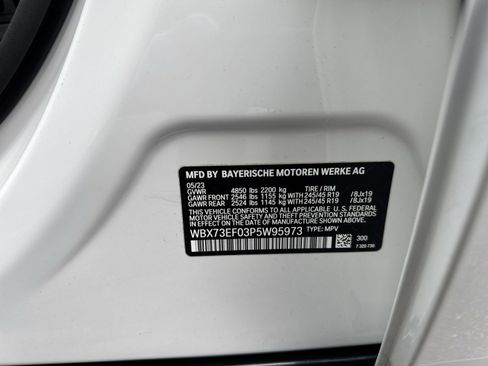 MFD BY BAYERISCHE MOTOREN WERKE AG
05/23
GVWR 4850 lbs 2200 kg TIRE / RIM
GAWR FRONT 2546 lbs 1155 kg WITH 245/45 R19 /8Jx19
GAWR REAR 2524 lbs 1145 kg WITH 245/45 R19 /8Jx19
THIS VEHICLE CONFORMS TO ALL APPLICABLE U. S. FEDERAL
MOTOR VEHICLE SAFETY AND THEFT PREVENTION STANDARDS IN
EFFECT ON THE DATE OF MANUFACTURE SHOWN ABOVE.
WBX73EF03P5W95973 TYPE: MPV
300
7 320 730